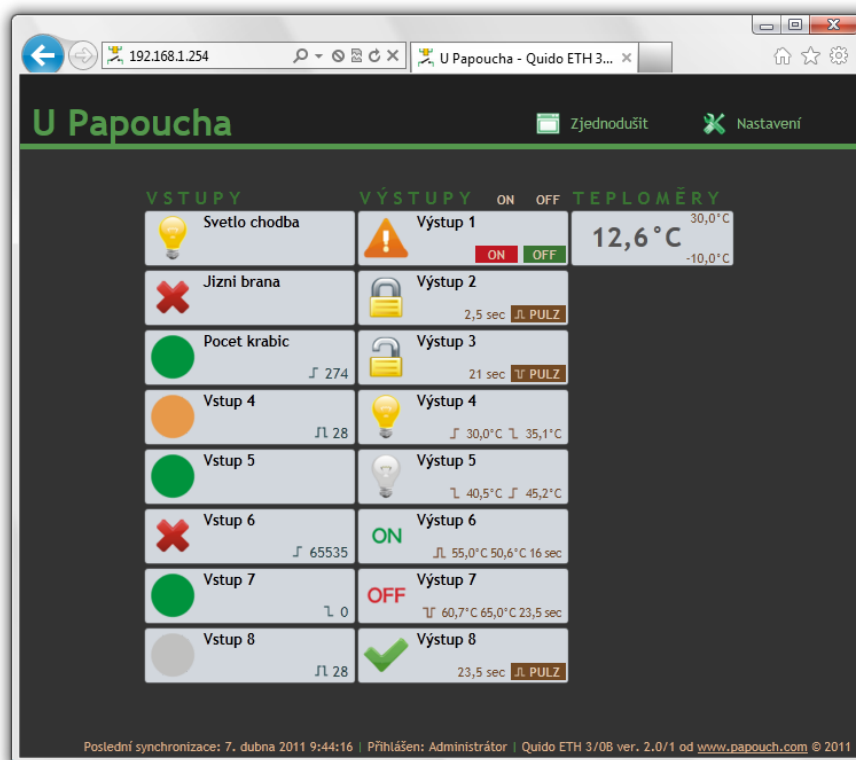 192.168.1.254
U Papoucha - Quido ETH 3...
U Papoucha
Zjednodušit
Nastavení
VSTUPY
Svetlo chodba
Jizni brana
Pocet krabic
274
Vstup 4
28
Vstup 5
Vstup 6
65535
Vstup 7
0
Vstup 8
28
VÝSTUPY ON OFF
Výstup 1
ON OFF
Výstup 2
2,5 sec PULZ
Výstup 3
21 sec PULZ
Výstup 4
30,0°C 35,1°C
Výstup 5
40,5°C 45,2°C
Výstup 6
ON
55,0°C 50,6°C 16 sec
Výstup 7
OFF
60,7°C 65,0°C 23,5 sec
Výstup 8
23,5 sec PULZ
TEPLOMĚRY
30,0°C
12,6°C
-10,0°C
Poslední synchronizace: 7. dubna 2011 9:44:16 | Přihlášen: Administrátor | Quido ETH 3/0B ver. 2.0/1 od www.papouch.com © 2011